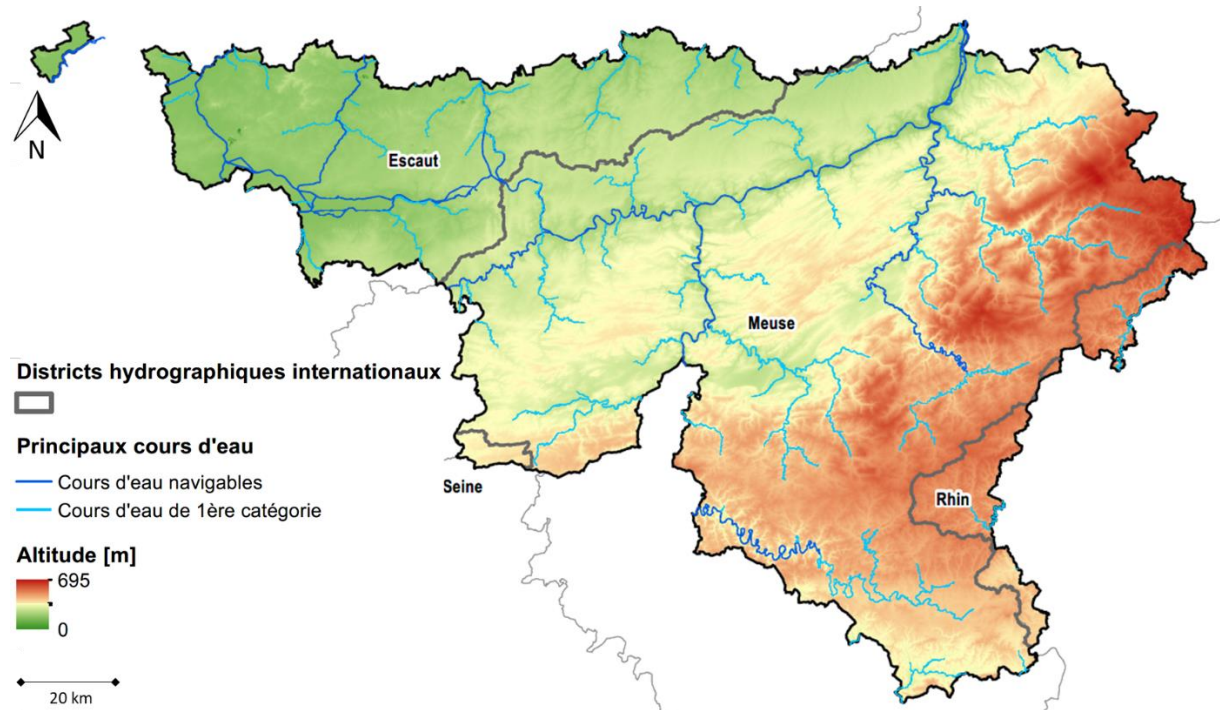 N
Escaut
Meuse
Districts hydrographiques internationaux
Principaux cours d'eau
Cours d'eau navigables
Seine
Rhin
Cours d'eau de 1ère catégorie
Altitude [m]
695
0
20 km